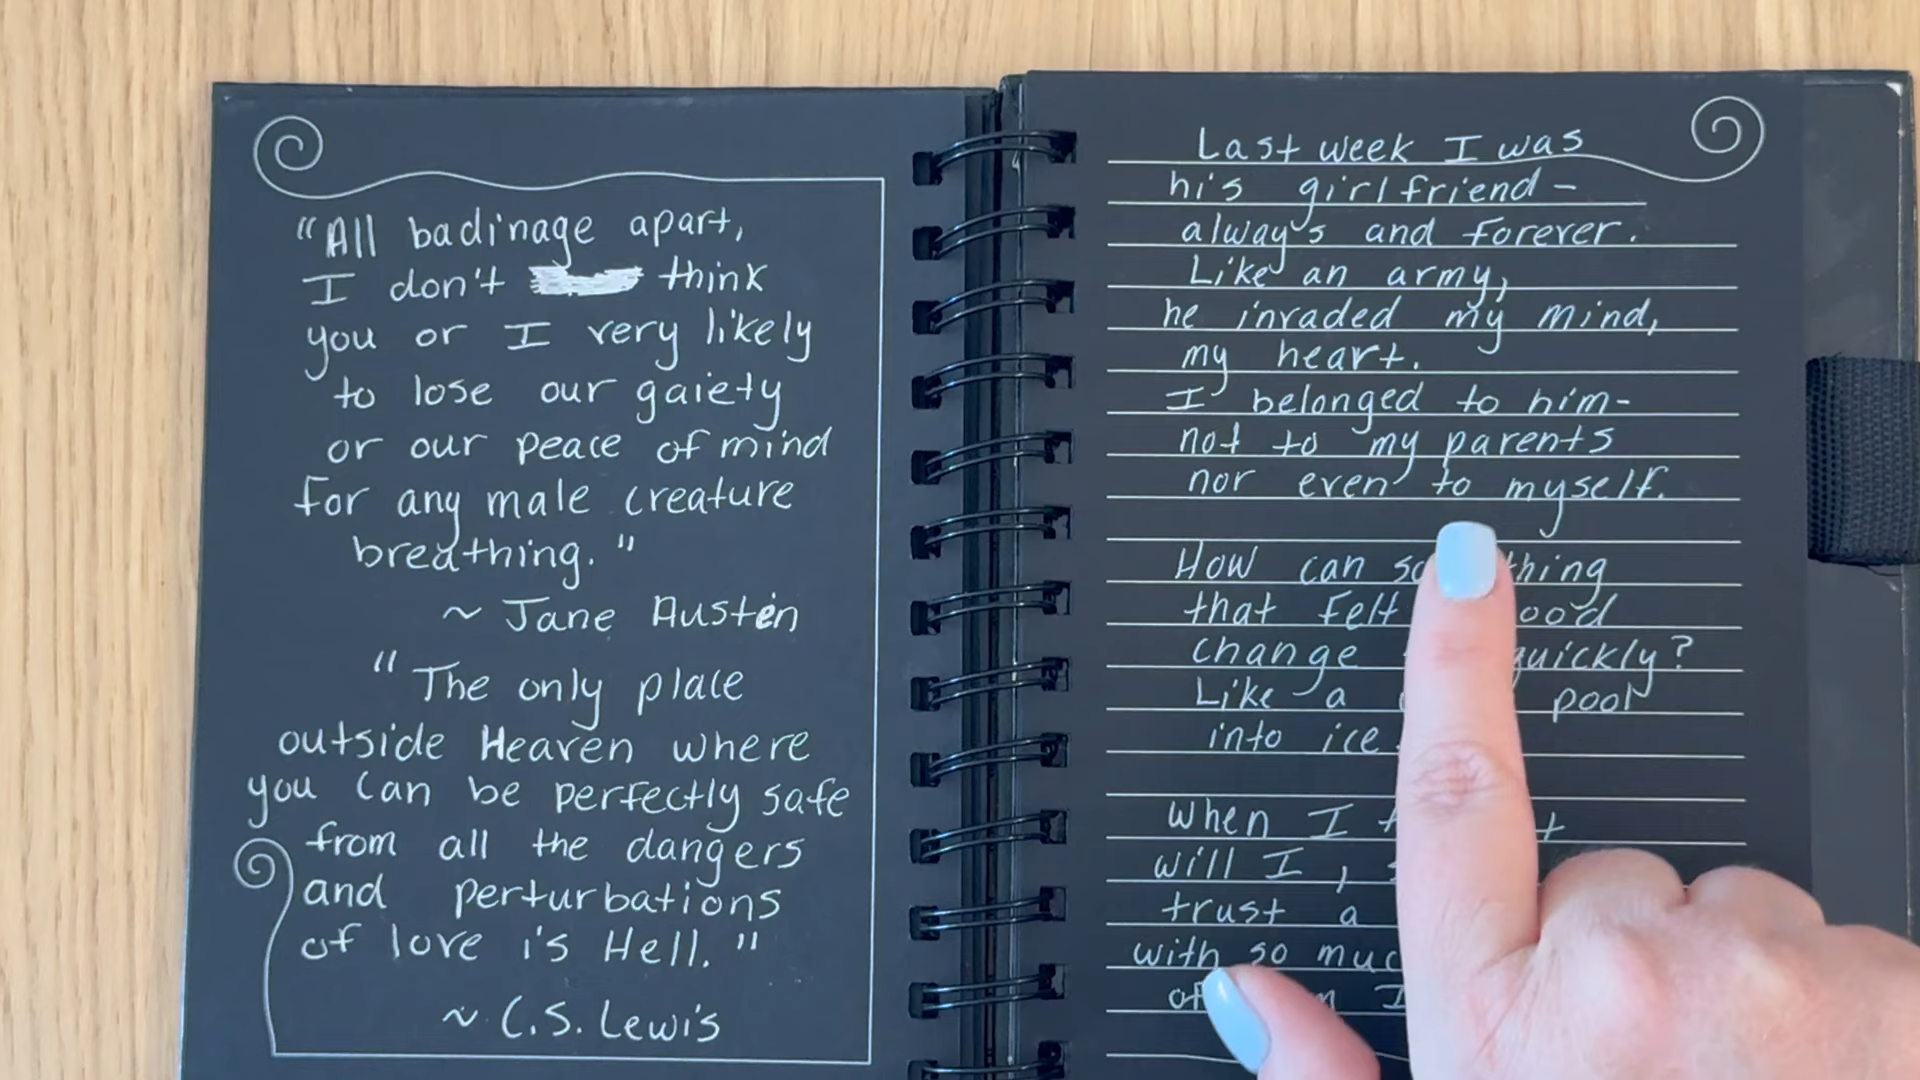 "All badinage apart,
I don't think
you or I very likely
to lose our gaiety
or our peace of mind
for any male creature
breathing."
~ Jane Austen
"The only place
outside Heaven where
you can be perfectly safe
from all the dangers
and perturbations
of love is Hell."
~ C.S. Lewis
Last week I was
his girlfriend -
always and forever.
Like an army,
he invaded my mind,
my heart.
I belonged to him-
not to my parents
nor even to myself.
How can
that felt
change quickly?
Like a pool
into ice
When I
will I,
trust a
with so
I